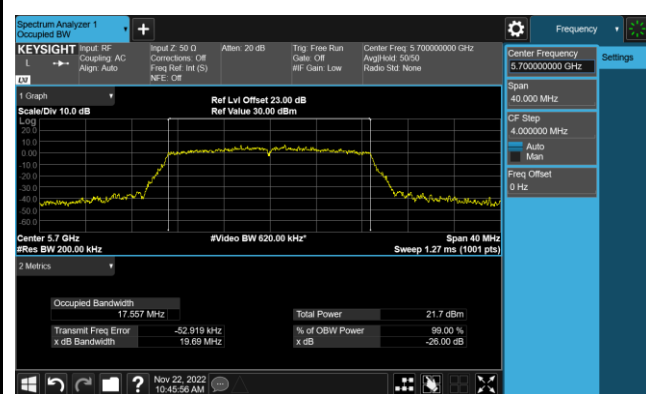 Spectrum Analyzer 1
Occupied BW
+
Frequency
KEYSIGHT
L
LXI
Input: RF
Coupling: AC
Align: Auto
Input Z: 50 Ω
Corrections: Off
Freq Ref: Int (S)
NFE: Off
Atten: 20 dB
Trig: Free Run
Gate: Off
#IF Gain: Low
Center Freq: 5.700000000 GHz
Avg|Hold: 50/50
Radio Std: None
Center Frequency
5.700000000 GHz
Settings
Span
40.000 MHz
CF Step
4.000000 MHz
Auto
Man
Freq Offset
0 Hz
1 Graph
Scale/Div 10.0 dB
Ref Lvl Offset 23.00 dB
Ref Value 30.00 dBm
Log
20.0
10.0
0.00
-10.0
-20.0
-30.0
-40.0
-50.0
-60.0
Center 5.7 GHz
#Video BW 620.00 kHz*
Span 40 MHz
#Res BW 200.00 kHz
Sweep 1.27 ms (1001 pts)
2 Metrics
Occupied Bandwidth
17.557 MHz
Total Power 21.7 dBm
Transmit Freq Error -52.919 kHz
% of OBW Power 99.00 %
x dB Bandwidth 19.69 MHz
x dB -26.00 dB
?
Nov 22, 2022
10:45:56 AM